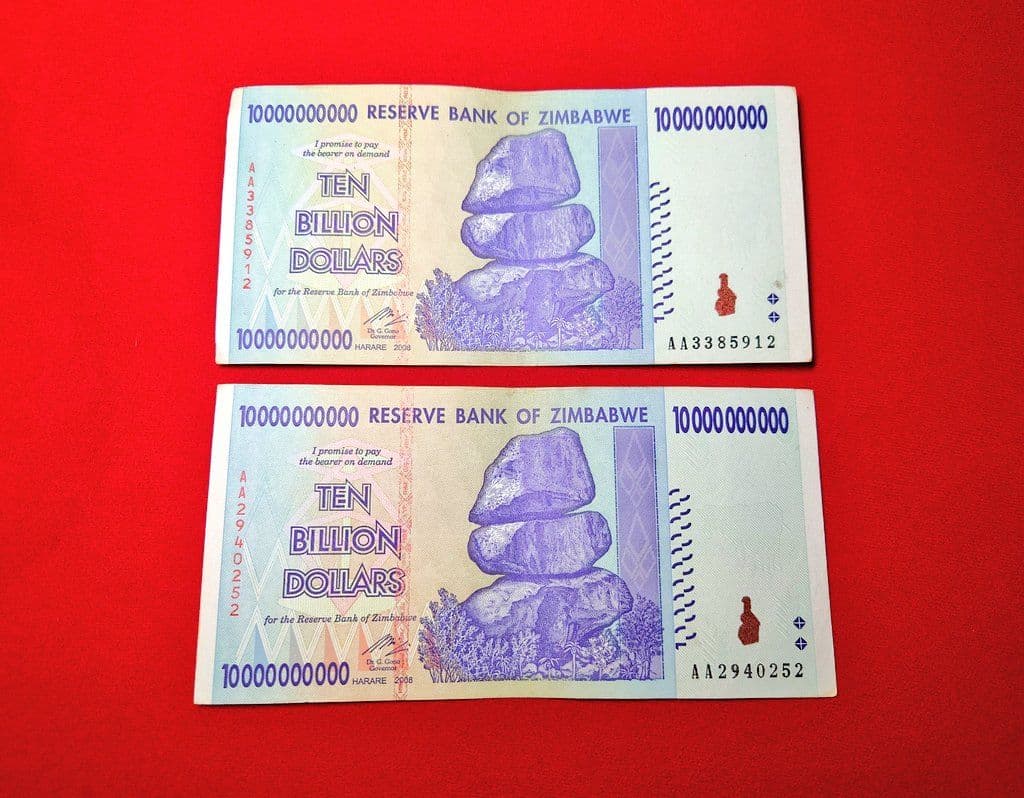 10000000000 RESERVE BANK OF ZIMBABWE 10000000000
I promise to pay
the bearer on demand
AA3385912
TEN
BILLION
DOLLARS
for the Reserve Bank of Zimbabwe
Dr. G. Gono
Governor
10000000000 HARARE 2008
AA3385912
10000000000 RESERVE BANK OF ZIMBABWE 10000000000
I promise to pay
the bearer on demand
AA2940252
TEN
BILLION
DOLLARS
for the Reserve Bank of Zimbabwe
Dr. G. Gono
Governor
10000000000 HARARE 2008
AA2940252